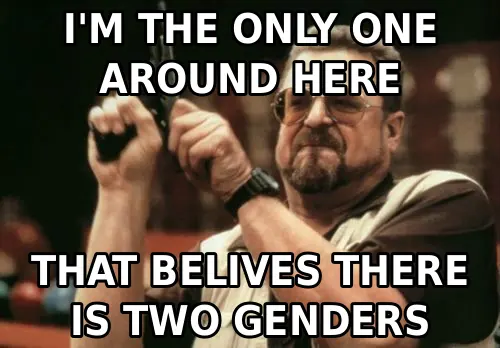 I'M THE ONLY ONE
AROUND HERE
THAT BELIVES THERE
IS TWO GENDERS